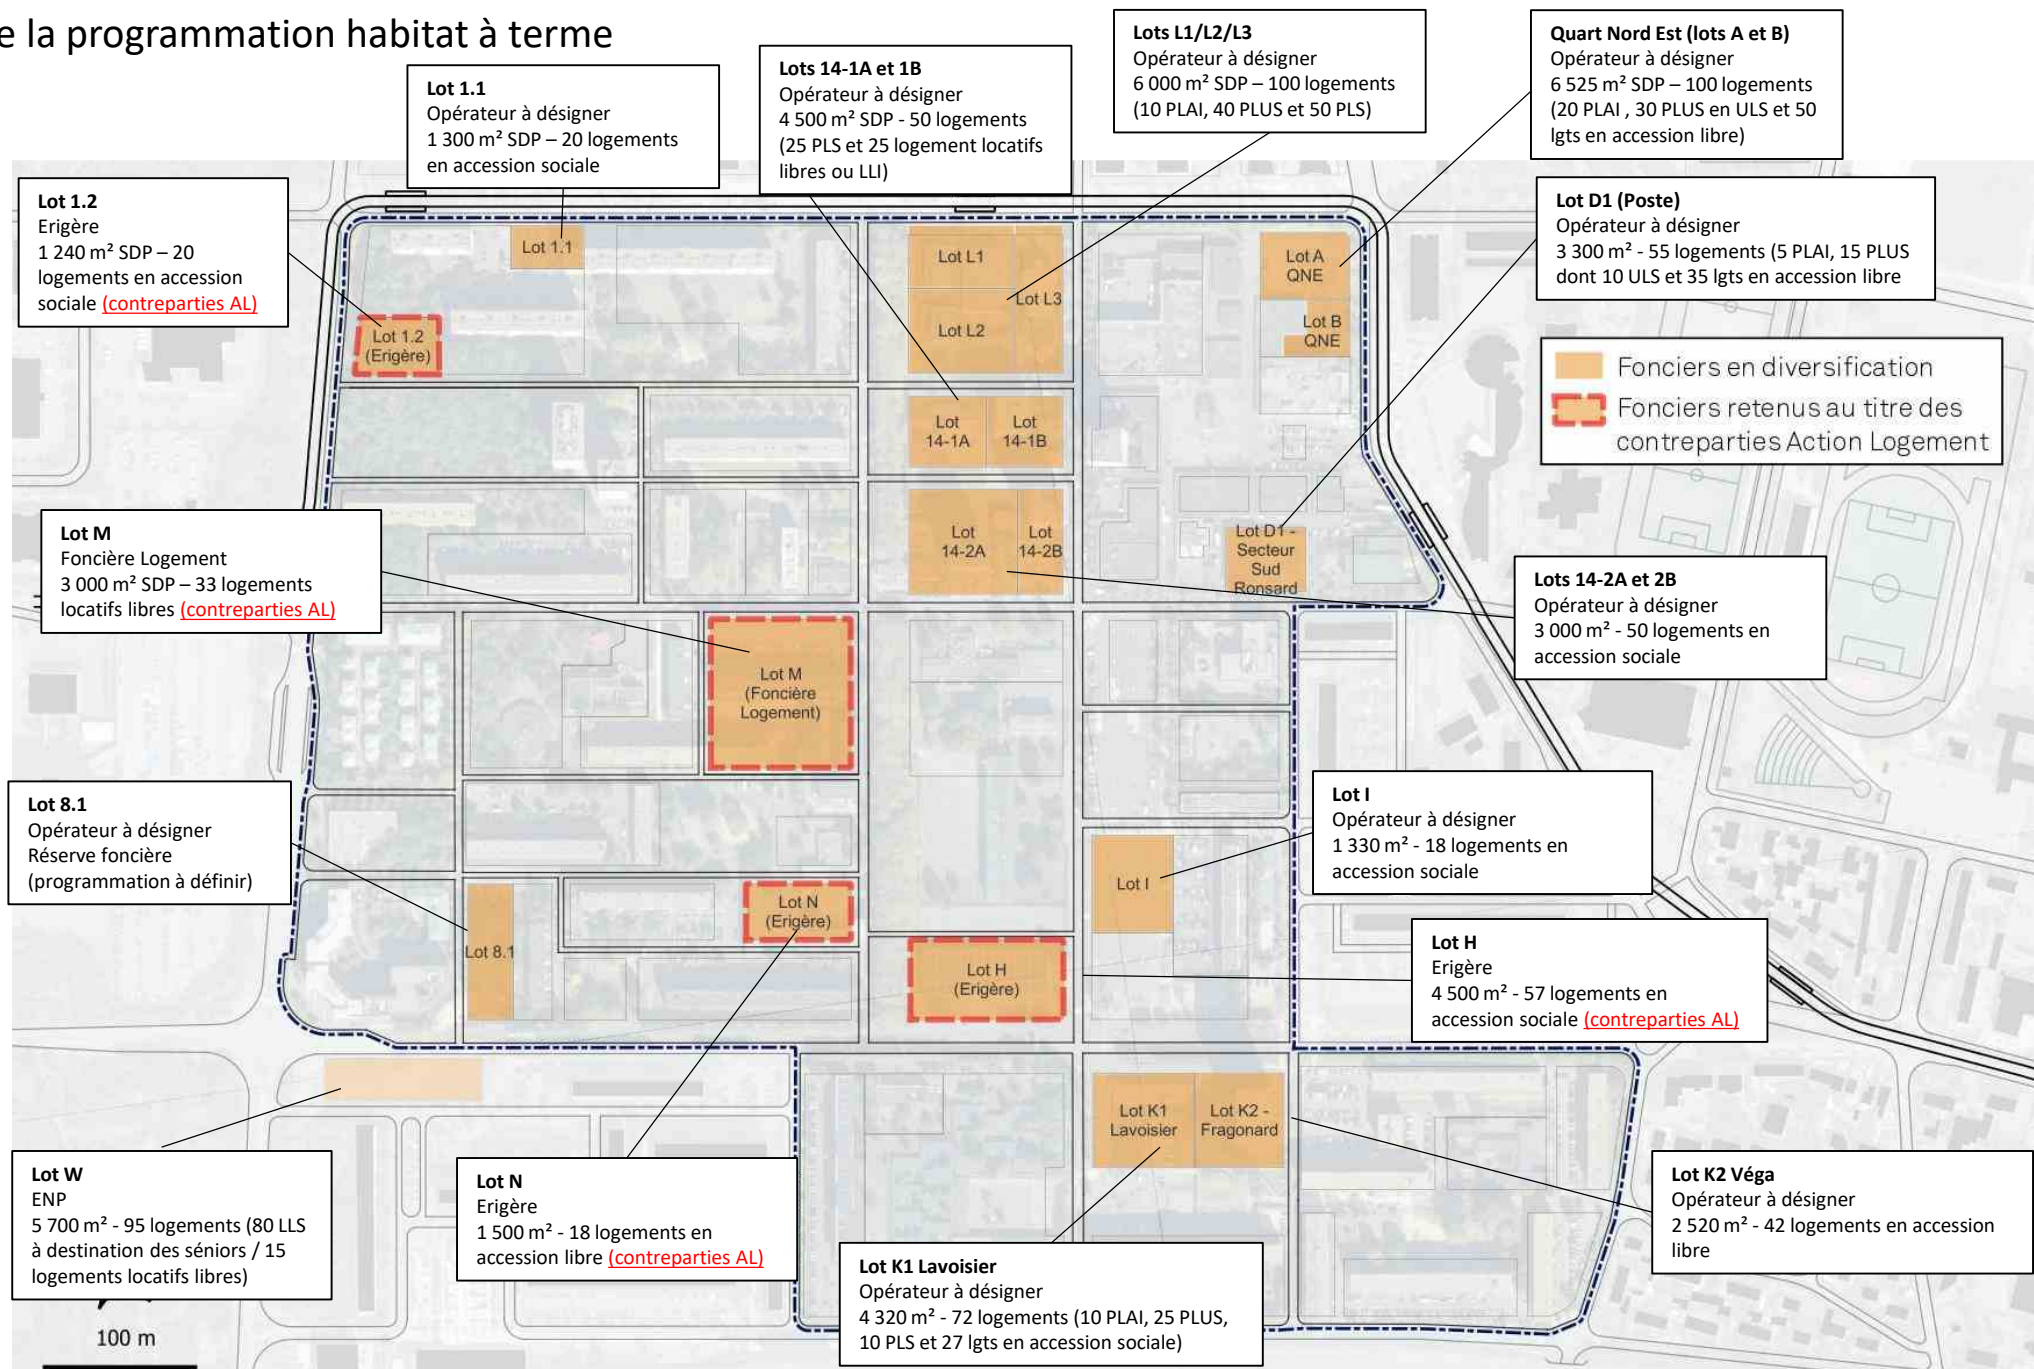 e la programmation habitat à terme
Lot 1.1
Opérateur à désigner
1 300 m² SDP – 20 logements
en accession sociale
Lots 14-1A et 1B
Opérateur à désigner
4 500 m² SDP - 50 logements
(25 PLS et 25 logement locatifs
libres ou LLI)
Lots L1/L2/L3
Opérateur à désigner
6 000 m² SDP – 100 logements
(10 PLAI, 40 PLUS et 50 PLS)
Quart Nord Est (lots A et B)
Opérateur à désigner
6 525 m² SDP – 100 logements
(20 PLAI , 30 PLUS en ULS et 50
lgts en accession libre)
Lot 1.2
Erigère
1 240 m² SDP – 20
logements en accession
sociale (contreparties AL)
Lot D1 (Poste)
Opérateur à désigner
3 300 m² - 55 logements (5 PLAI, 15 PLUS
dont 10 ULS et 35 lgts en accession libre
Fonciers en diversification
Fonciers retenus au titre des
contreparties Action Logement
Lot 1.1
Lot L1
Lot L3
Lot L2
Lot A
QNE
Lot B
QNE
Lot 1.2
(Erigère)
Lot
14-1A
Lot
14-1B
Lot
14-2A
Lot
14-2B
Lot D1 -
Secteur
Sud
Ronsard
Lot M
Foncière Logement
3 000 m² SDP – 33 logements
locatifs libres (contreparties AL)
Lots 14-2A et 2B
Opérateur à désigner
3 000 m² - 50 logements en
accession sociale
Lot M
(Foncière
Logement)
Lot 8.1
Opérateur à désigner
Réserve foncière
(programmation à définir)
Lot I
Opérateur à désigner
1 330 m² - 18 logements en
accession sociale
Lot I
Lot N
(Erigère)
Lot 8.1
Lot H
(Erigère)
Lot H
Erigère
4 500 m² - 57 logements en
accession sociale (contreparties AL)
Lot K1
Lavoisier
Lot K2 -
Fragonard
Lot W
ENP
5 700 m² - 95 logements (80 LLS
à destination des séniors / 15
logements locatifs libres)
Lot N
Erigère
1 500 m² - 18 logements en
accession libre (contreparties AL)
Lot K2 Véga
Opérateur à désigner
2 520 m² - 42 logements en accession
libre
Lot K1 Lavoisier
Opérateur à désigner
4 320 m² - 72 logements (10 PLAI, 25 PLUS,
10 PLS et 27 lgts en accession sociale)
100 m